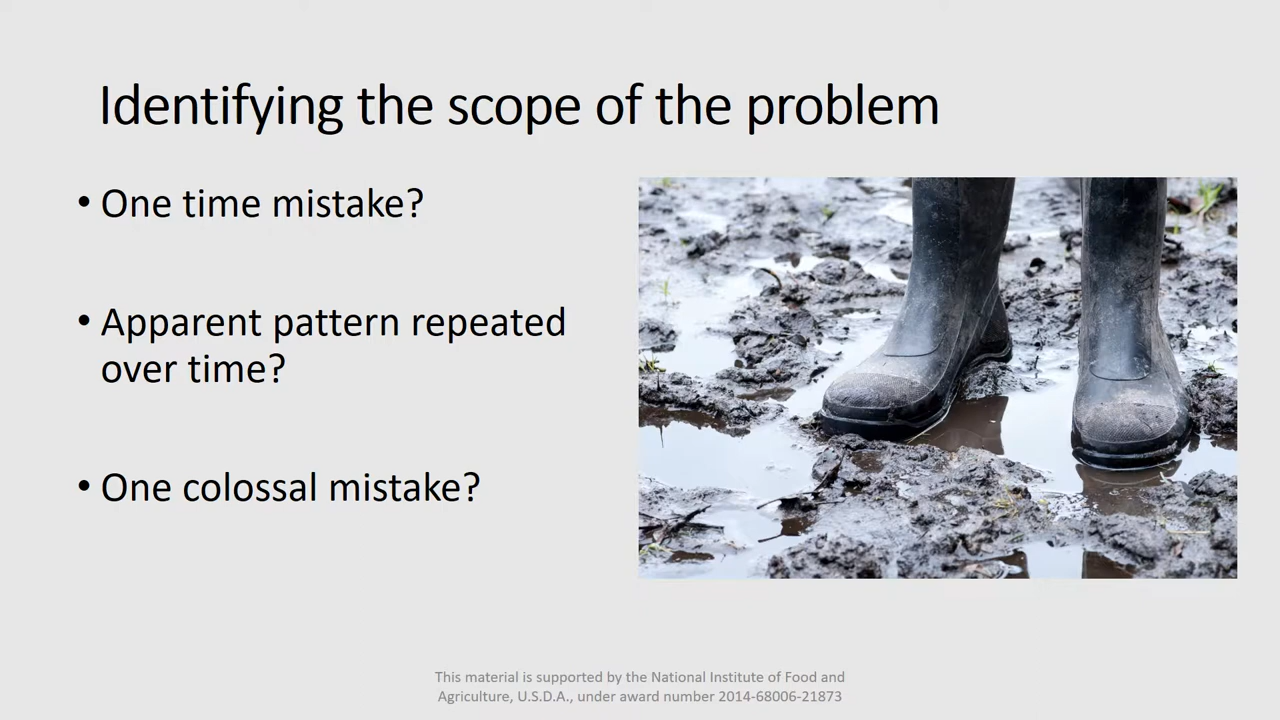 Identifying the scope of the problem
• One time mistake?
• Apparent pattern repeated
over time?
• One colossal mistake?
This material is supported by the National Institute of Food and
Agriculture, U.S.D.A., under award number 2014-68006-21873